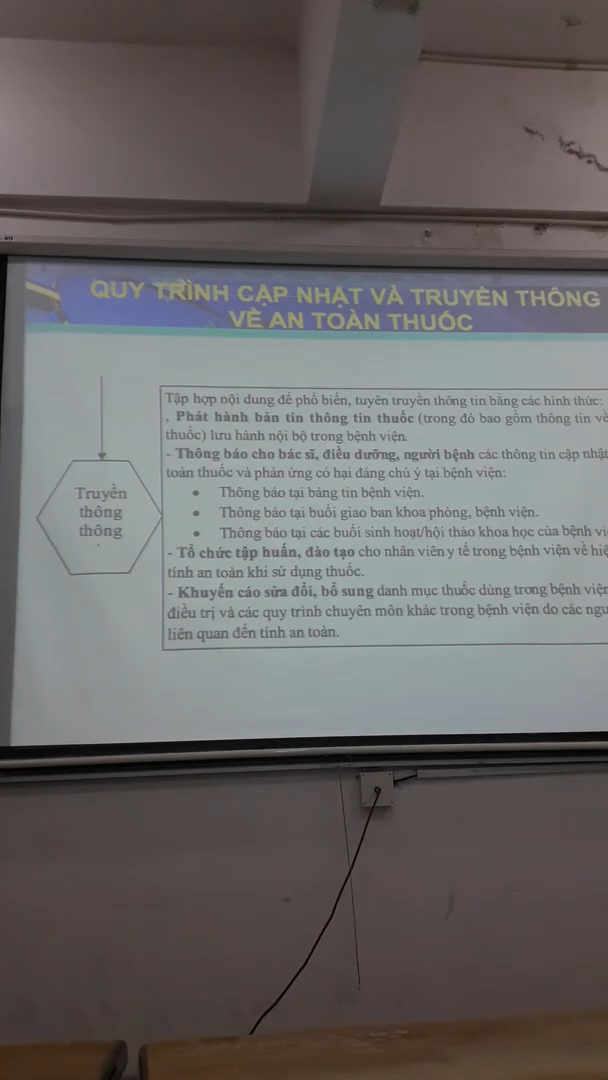 QUY TRÌNH CẬP NHẬT VÀ TRUYỀN THÔNG
VỀ AN TOÀN THUỐC
Truyền
thông
thông
Tập hợp nội dung để phổ biến, tuyên truyền thông tin bằng các hình thức:
. Phát hành bản tin thông tin thuốc (trong đó bao gồm thông tin về
thuốc) lưu hành nội bộ trong bệnh viện.
- Thông báo cho bác sĩ, điều dưỡng, người bệnh các thông tin cập nhật
toàn thuốc và phản ứng có hại đáng chú ý tại bệnh viện:
• Thông báo tại bảng tin bệnh viện.
• Thông báo tại buổi giao ban khoa phòng, bệnh viện.
• Thông báo tại các buổi sinh hoạt/hội thảo khoa học của bệnh vi
- Tổ chức tập huấn, đào tạo cho nhân viên y tế trong bệnh viện về hiệ
tính an toàn khi sử dụng thuốc.
- Khuyến cáo sửa đổi, bổ sung danh mục thuốc dùng trong bệnh viện
điều trị và các quy trình chuyên môn khác trong bệnh viện do các ngu
liên quan đến tính an toàn.